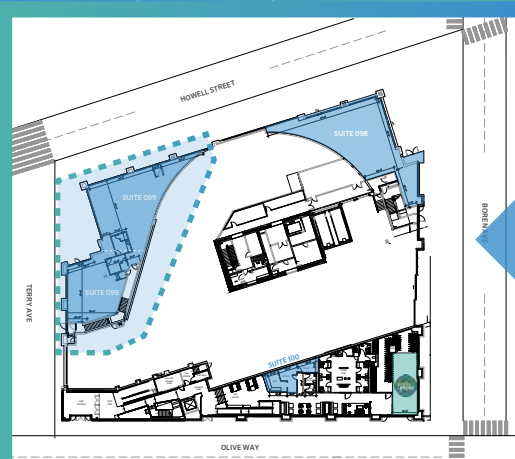 HOWELL STREET
SUITE 098
SUITE 099
BOREN AVE
SUITE 099
TERRY AVE
SUITE 100
OLIVE WAY